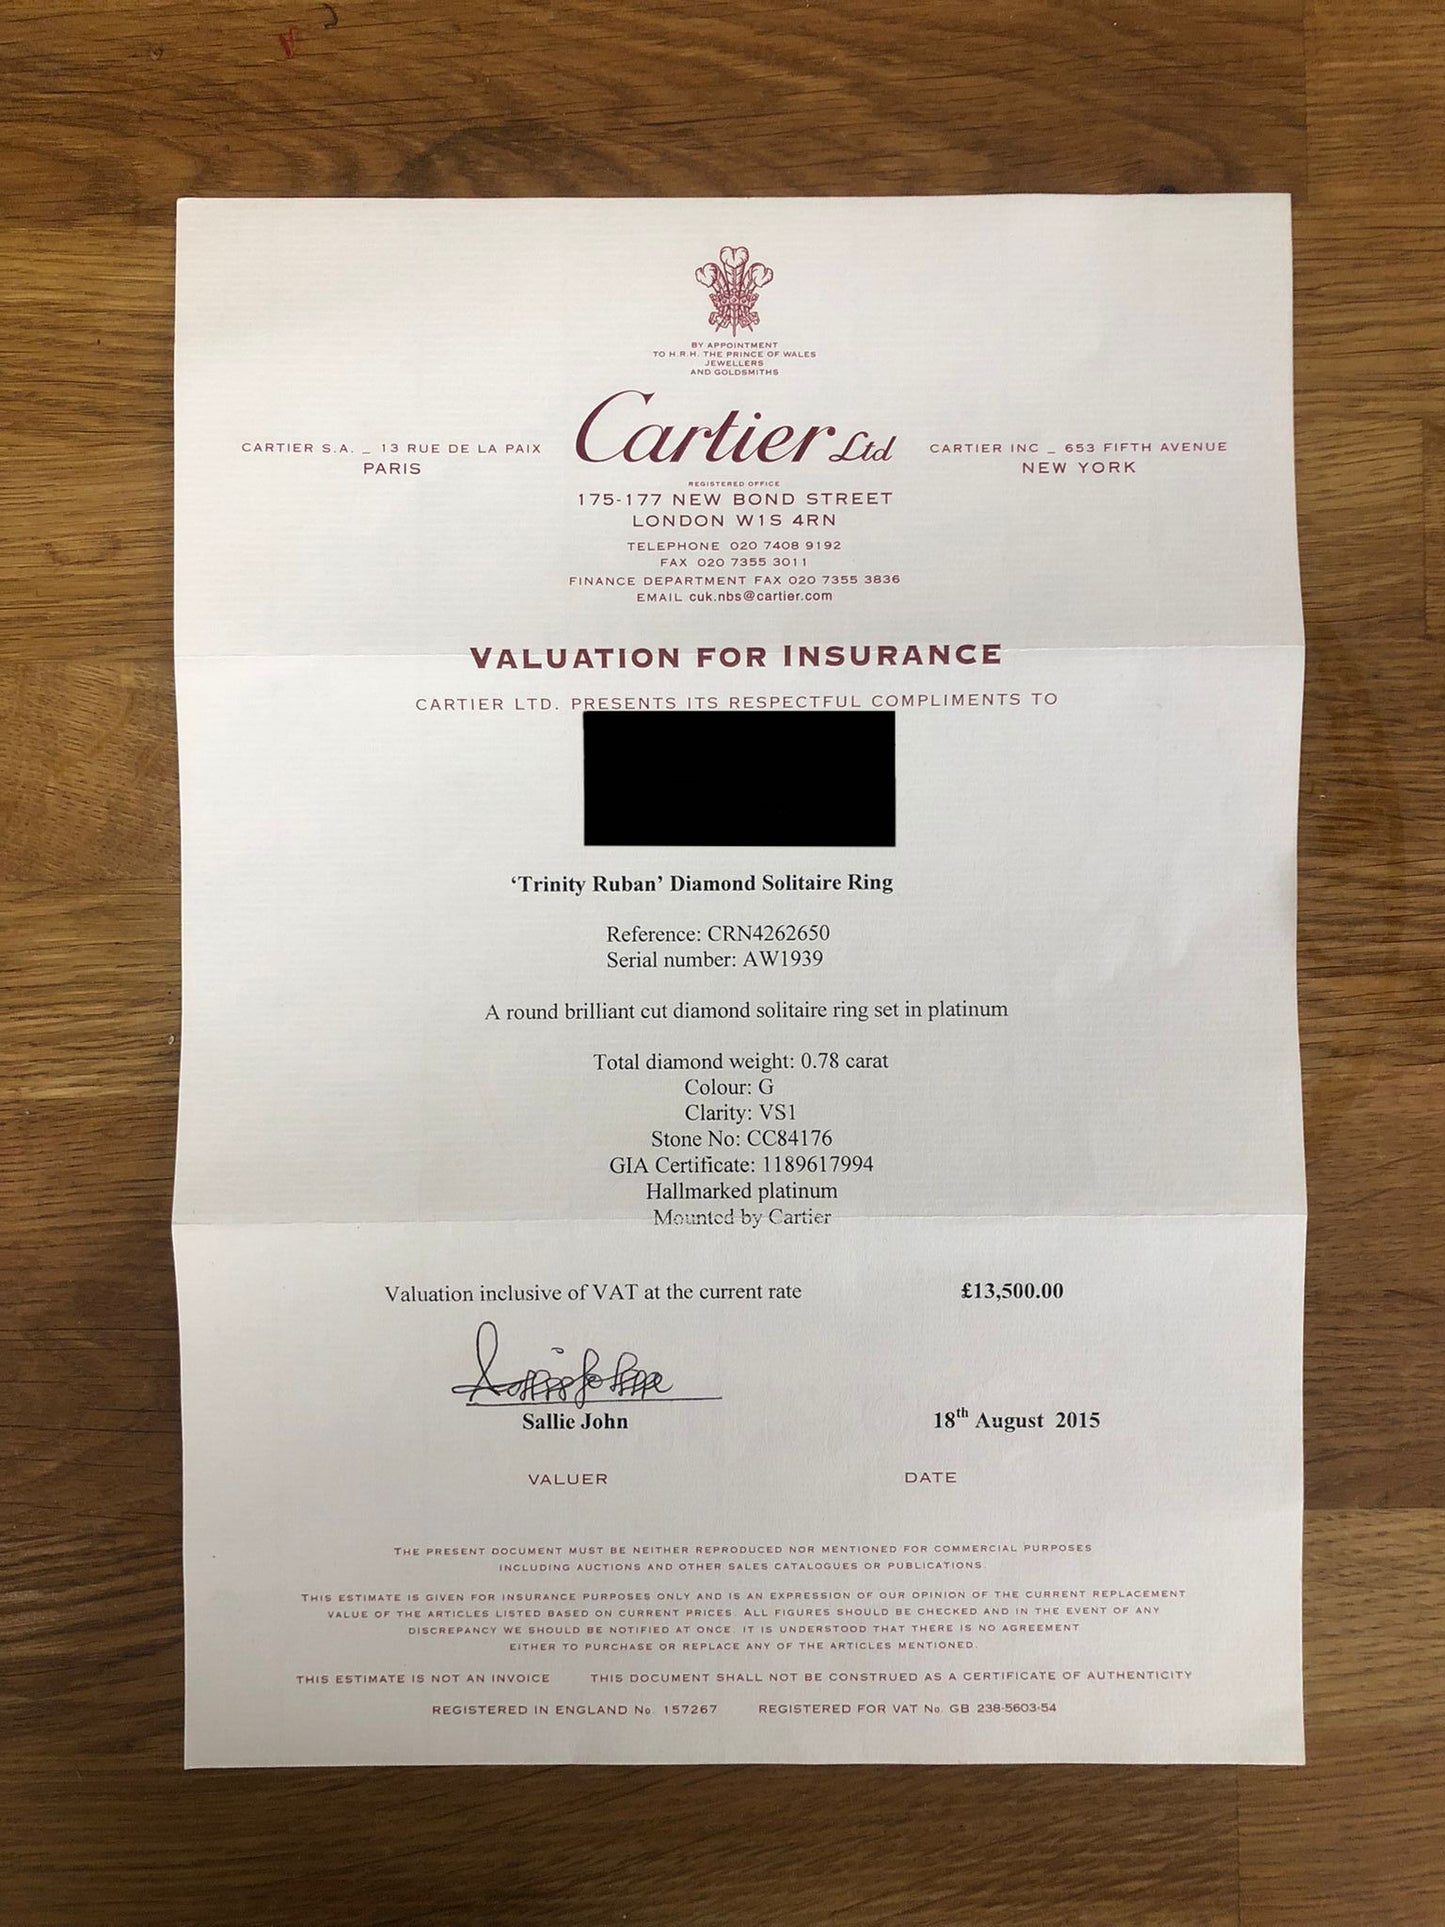 BY APPOINTMENT
TO H.R.H. THE PRINCE OF WALES
JEWELLERS
AND GOLDSMITHS
Cartier Ltd
CARTIER S.A. _ 13 RUE DE LA PAIX
PARIS
CARTIER INC _ 653 FIFTH AVENUE
NEW YORK
REGISTERED OFFICE
175-177 NEW BOND STREET
LONDON W1S 4RN
TELEPHONE 020 7408 9192
FAX 020 7355 3011
FINANCE DEPARTMENT FAX 020 7355 3836
EMAIL cuk.nbs@cartier.com
VALUATION FOR INSURANCE
CARTIER LTD. PRESENTS ITS RESPECTFUL COMPLIMENTS TO
‘Trinity Ruban’ Diamond Solitaire Ring
Reference: CRN4262650
Serial number: AW1939
A round brilliant cut diamond solitaire ring set in platinum
Total diamond weight: 0.78 carat
Colour: G
Clarity: VS1
Stone No: CC84176
GIA Certificate: 1189617994
Hallmarked platinum
Mounted by Cartier
Valuation inclusive of VAT at the current rate £13,500.00
Sallie John 18th August 2015
VALUER DATE
THE PRESENT DOCUMENT MUST BE NEITHER REPRODUCED NOR MENTIONED FOR COMMERCIAL PURPOSES
INCLUDING AUCTIONS AND OTHER SALES CATALOGUES OR PUBLICATIONS.
THIS ESTIMATE IS GIVEN FOR INSURANCE PURPOSES ONLY AND IS AN EXPRESSION OF OUR OPINION OF THE CURRENT REPLACEMENT
VALUE OF THE ARTICLES LISTED BASED ON CURRENT PRICES. ALL FIGURES SHOULD BE CHECKED AND IN THE EVENT OF ANY
DISCREPANCY WE SHOULD BE NOTIFIED AT ONCE. IT IS UNDERSTOOD THAT THERE IS NO AGREEMENT
EITHER TO PURCHASE OR REPLACE ANY OF THE ARTICLES MENTIONED.
THIS ESTIMATE IS NOT AN INVOICE THIS DOCUMENT SHALL NOT BE CONSTRUED AS A CERTIFICATE OF AUTHENTICITY
REGISTERED IN ENGLAND No. 157267 REGISTERED FOR VAT No. GB 238-5603-54